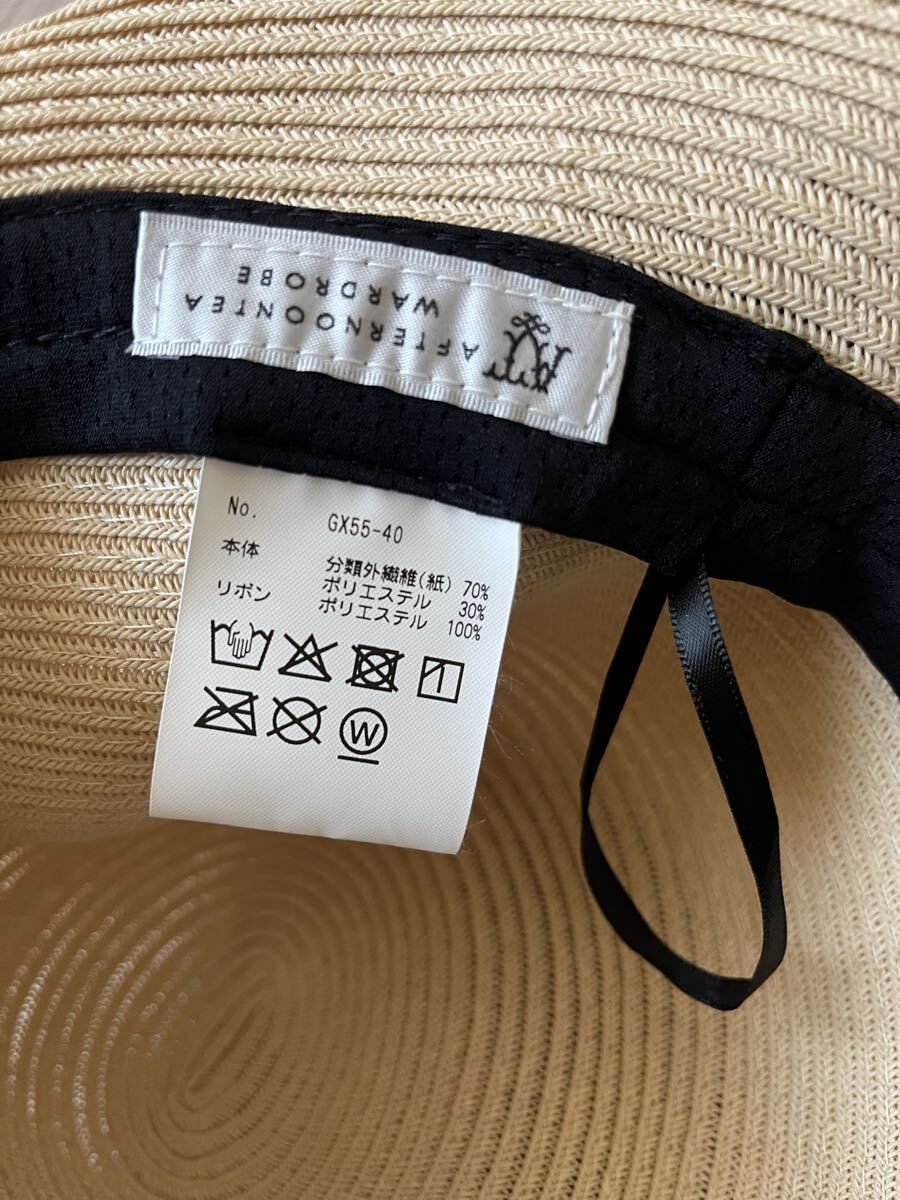 AFTERNOONTEA
WARDROBE
No. GX55-40
本体 分類外繊維(紙) 70%
ポリエステル 30%
リボン ポリエステル 100%
W